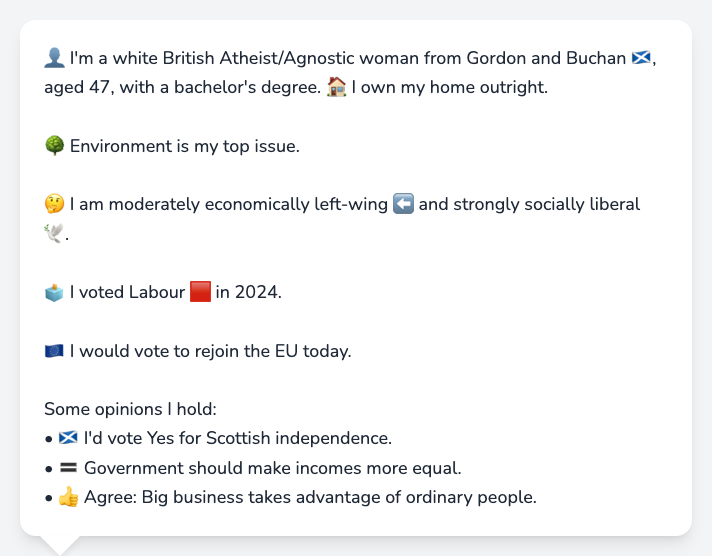 👤 I'm a white British Atheist/Agnostic woman from Gordon and Buchan 🏴󠁧󠁢󠁳󠁣󠁴󠁿,
aged 47, with a bachelor's degree. 🏠 I own my home outright.
🌳 Environment is my top issue.
🤔 I am moderately economically left-wing ⬅️ and strongly socially liberal
🕊️.
🗳️ I voted Labour 🟥 in 2024.
🇪🇺 I would vote to rejoin the EU today.
Some opinions I hold:
• 🏴󠁧󠁢󠁳󠁣󠁴󠁿 I'd vote Yes for Scottish independence.
• 🟰 Government should make incomes more equal.
• 👍 Agree: Big business takes advantage of ordinary people.